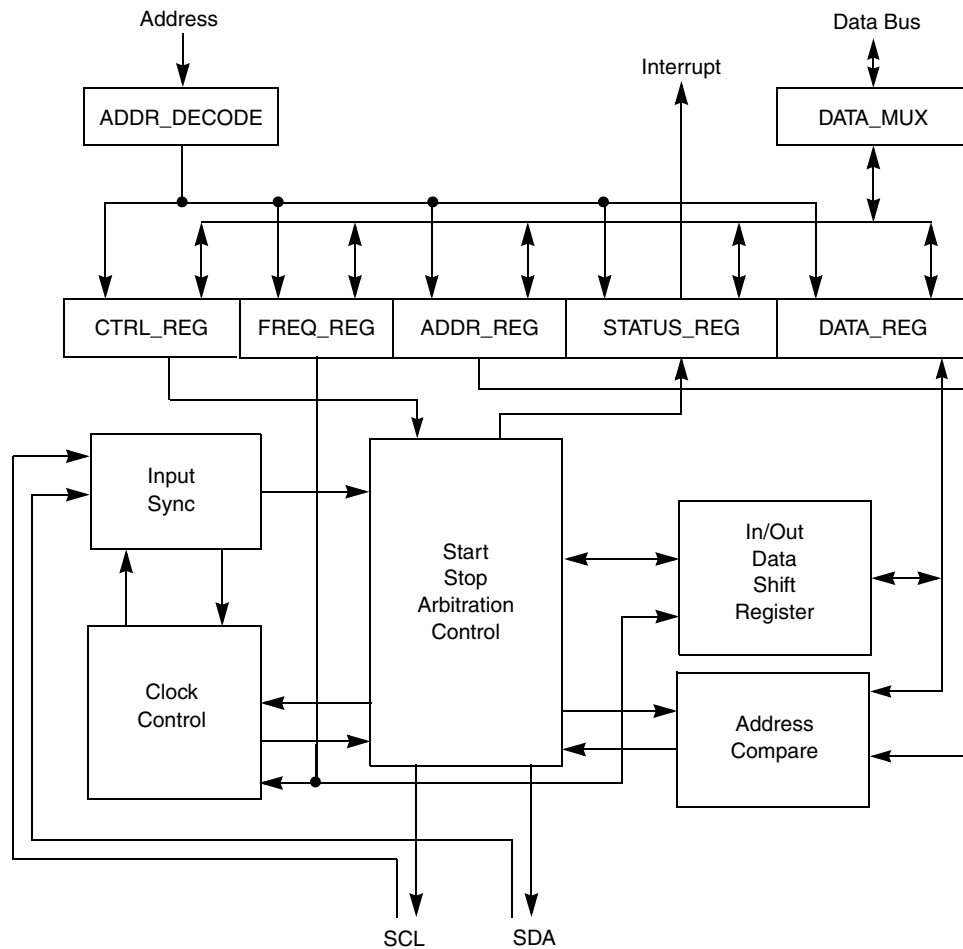 Address
Data Bus
Interrupt
ADDR_DECODE
DATA_MUX
CTRL_REG
FREQ_REG
ADDR_REG
STATUS_REG
DATA_REG
Input
Sync
Start
Stop
Arbitration
Control
In/Out
Data
Shift
Register
Clock
Control
Address
Compare
SCL
SDA